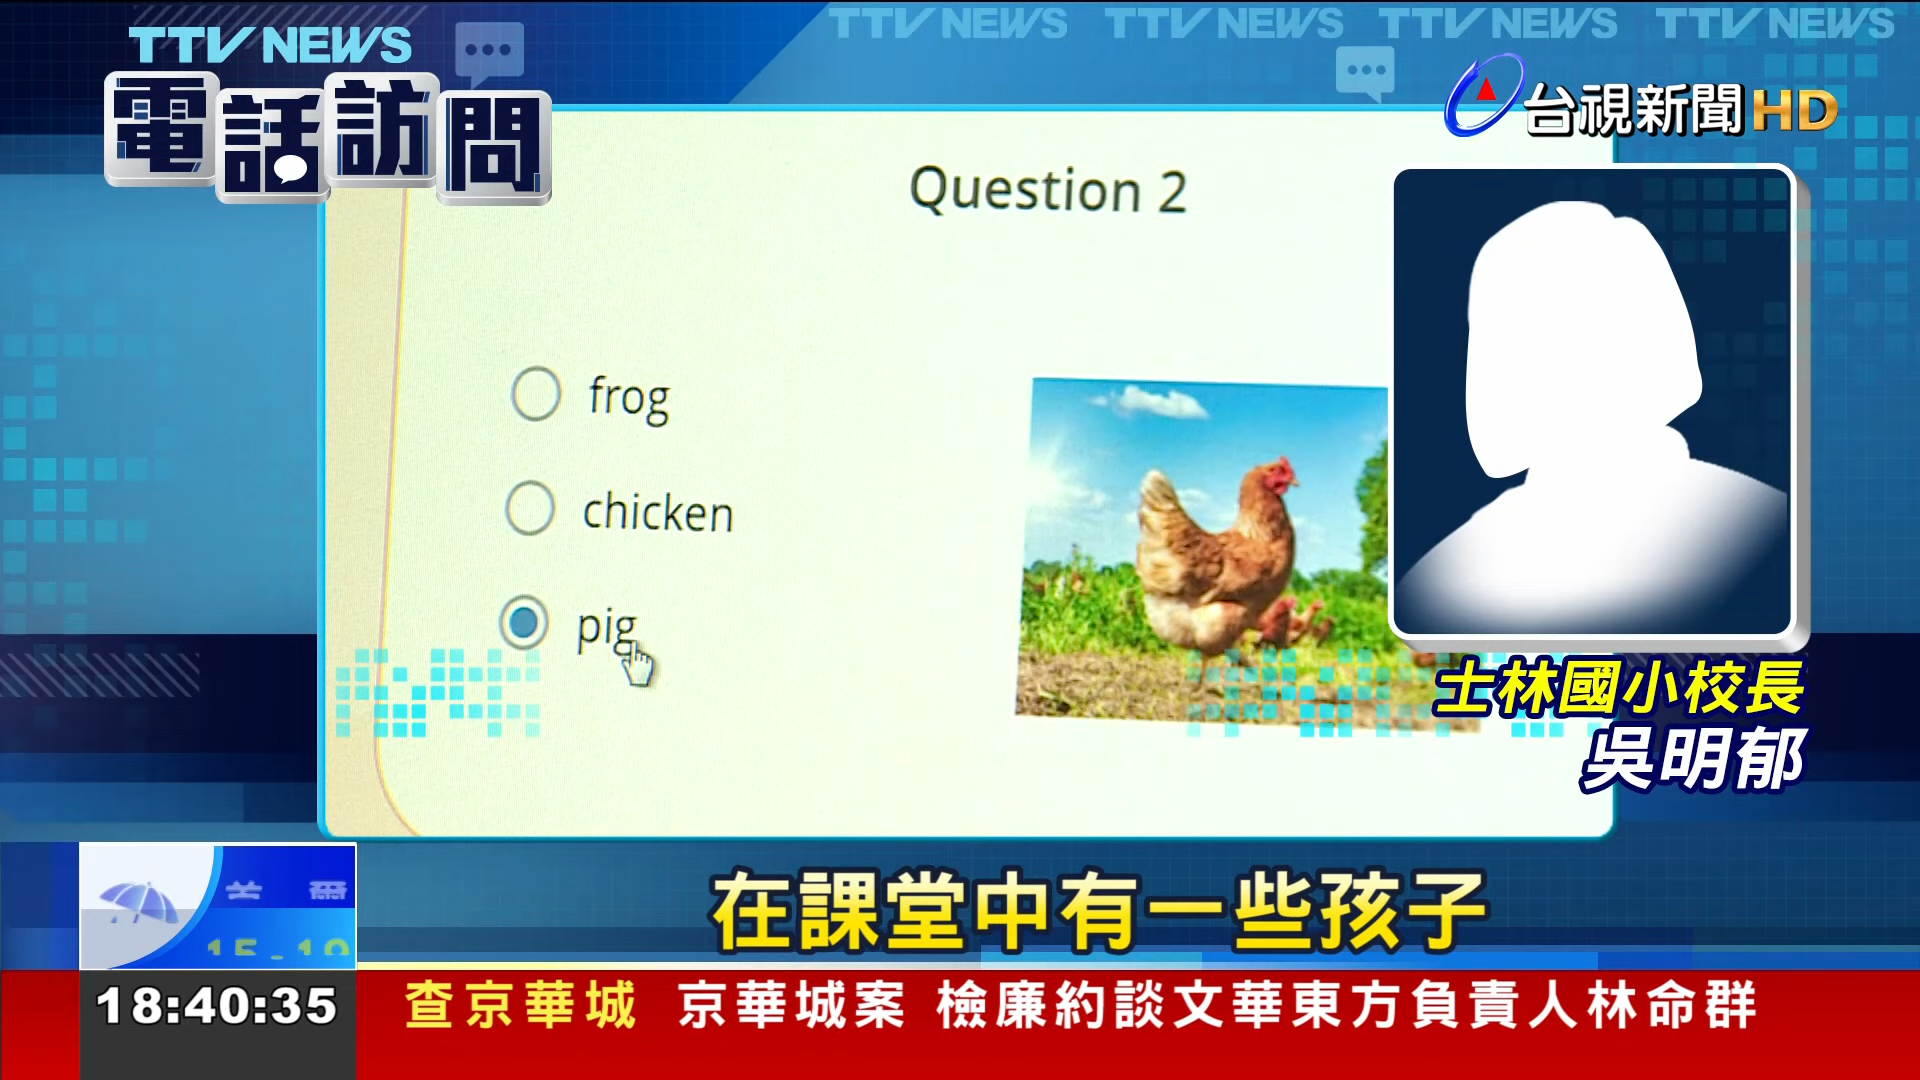 TTV NEWS
TTV NEWS TTV NEWS TTV NEWS TTV NEWS
電話訪問
台視新聞HD
Question 2
frog
chicken
pig
士林國小校長
吳明郁
在課堂中有一些孩子
18:40:35
查京華城 京華城案 檢廉約談文華東方負責人林命群